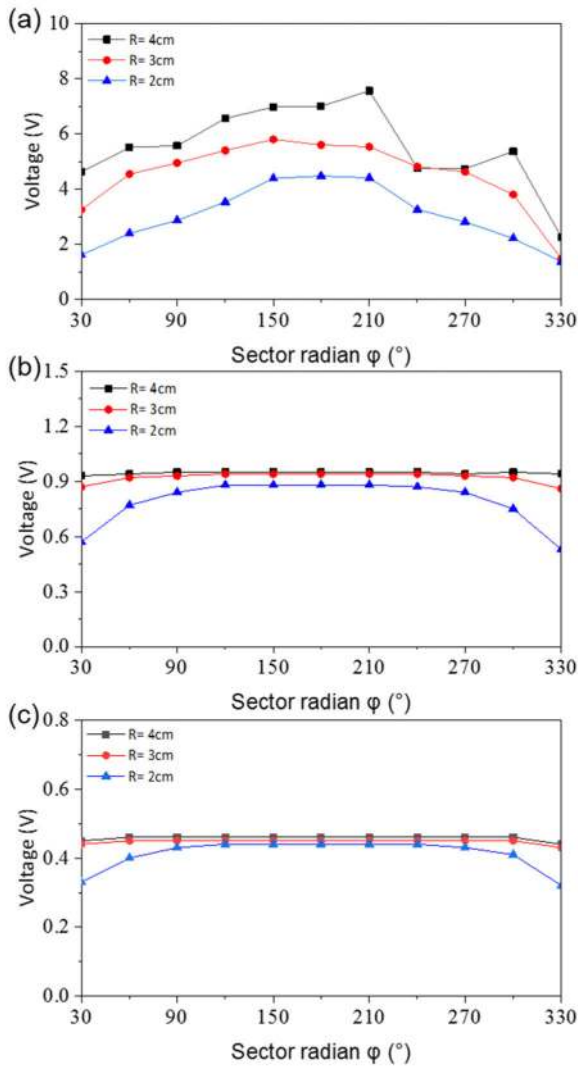 (a)
10
8
6
4
2
0
Voltage (V)
R= 4cm
R= 3cm
R= 2cm
30 90 150 210 270 330
Sector radian φ (°)
(b)
1.5
1.2
0.9
0.6
0.3
0.0
Voltage (V)
R= 4cm
R= 3cm
R= 2cm
30 90 150 210 270 330
Sector radian φ (°)
(c)
0.8
0.6
0.4
0.2
0.0
Voltage (V)
R= 4cm
R= 3cm
R= 2cm
30 90 150 210 270 330
Sector radian φ (°)